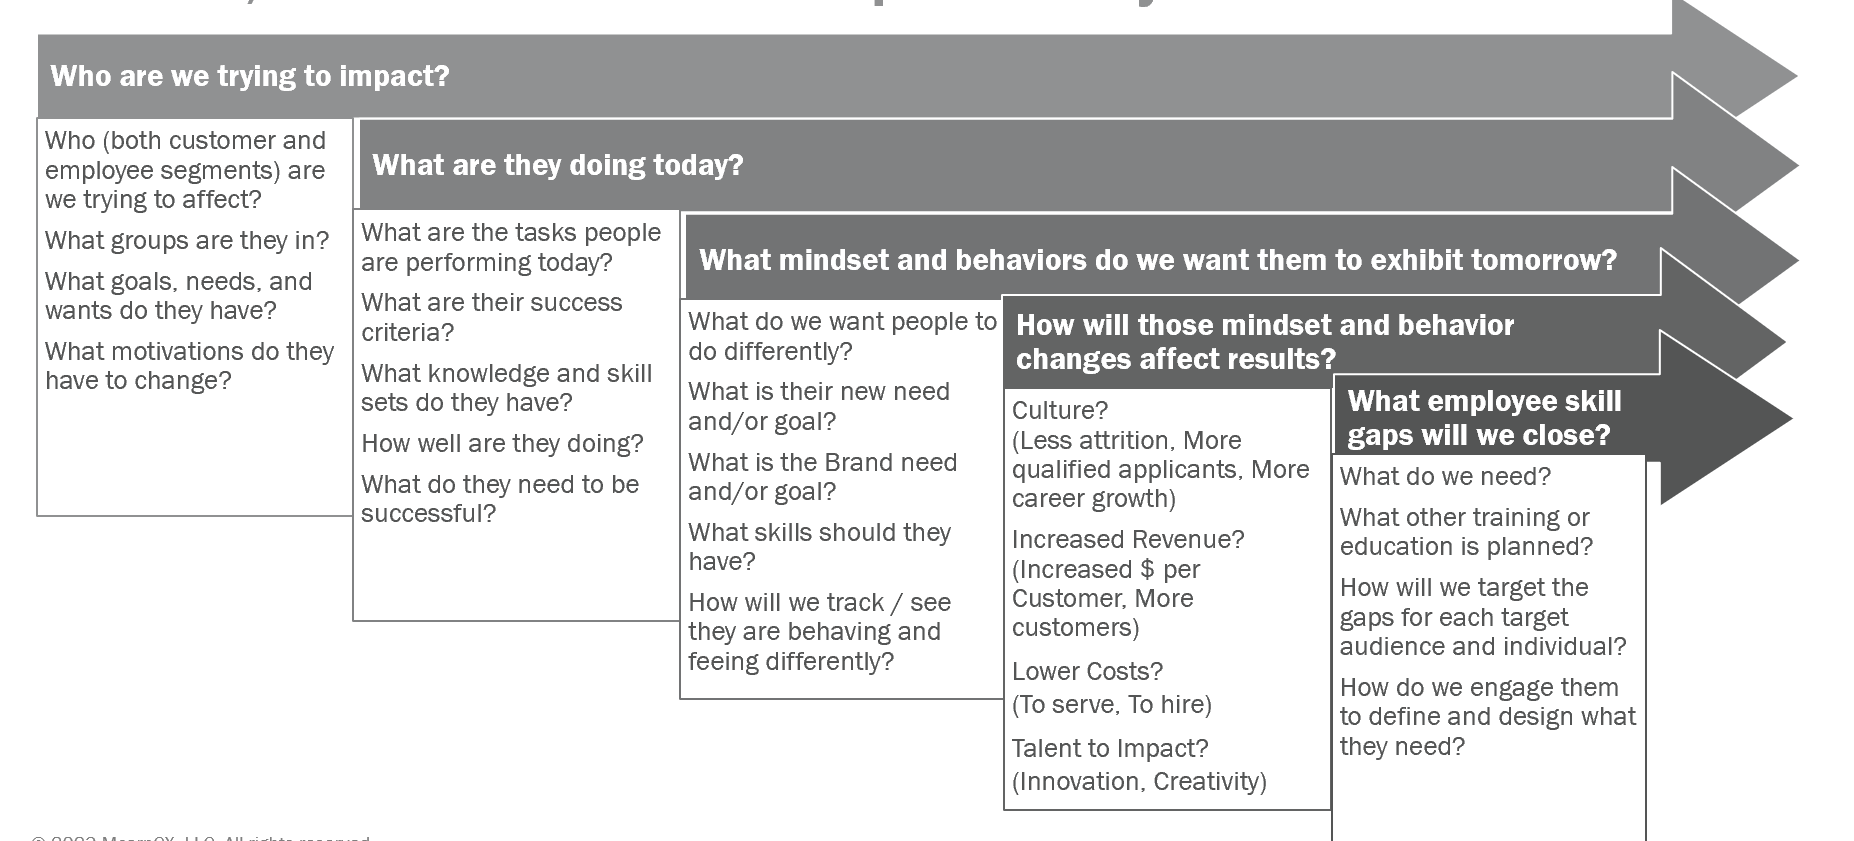 Who are we trying to impact?
Who (both customer and
employee segments) are
we trying to affect?
What groups are they in?
What goals, needs, and
wants do they have?
What motivations do they
have to change?
What are they doing today?
What are the tasks people
are performing today?
What are their success
criteria?
What knowledge and skill
sets do they have?
How well are they doing?
What do they need to be
successful?
What mindset and behaviors do we want them to exhibit tomorrow?
What do we want people to
do differently?
What is their new need
and/or goal?
What is the Brand need
and/or goal?
What skills should they
have?
How will we track / see
they are behaving and
feeing differently?
How will those mindset and behavior
changes affect results?
Culture?
(Less attrition, More
qualified applicants, More
career growth)
Increased Revenue?
(Increased $ per
Customer, More
customers)
Lower Costs?
(To serve, To hire)
Talent to Impact?
(Innovation, Creativity)
What employee skill
gaps will we close?
What do we need?
What other training or
education is planned?
How will we target the
gaps for each target
audience and individual?
How do we engage them
to define and design what
they need?
LLC. All rights reserved